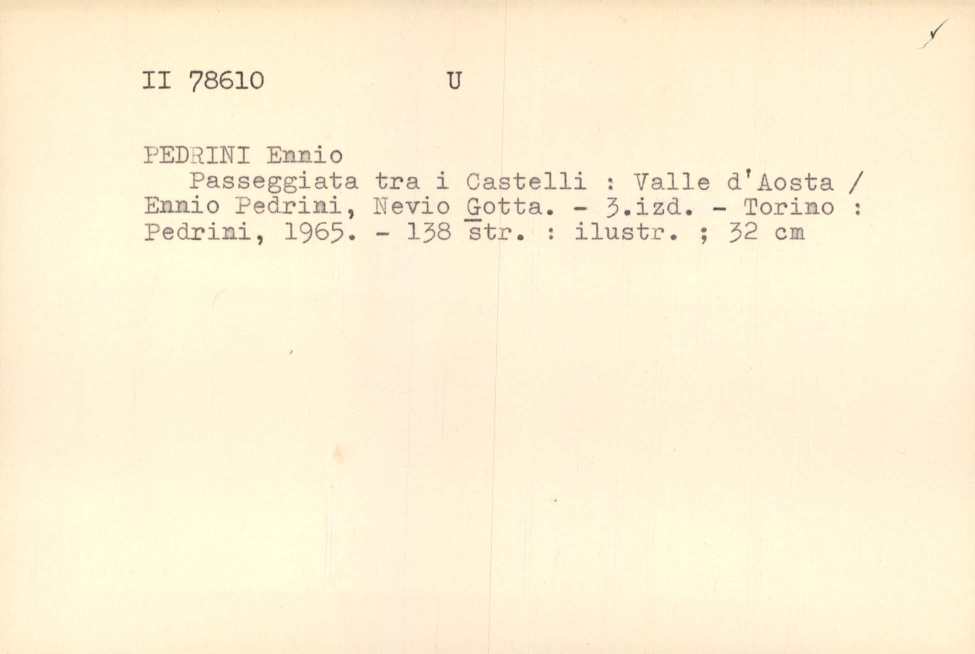 II 78610 U
PEDRINI Ennio
Passeggiata tra i Castelli : Valle d'Aosta /
Ennio Pedrini, Nevio Gotta. - 3.izd. - Torino :
Pedrini, 1965. - 138 str. : ilustr. ; 32 cm